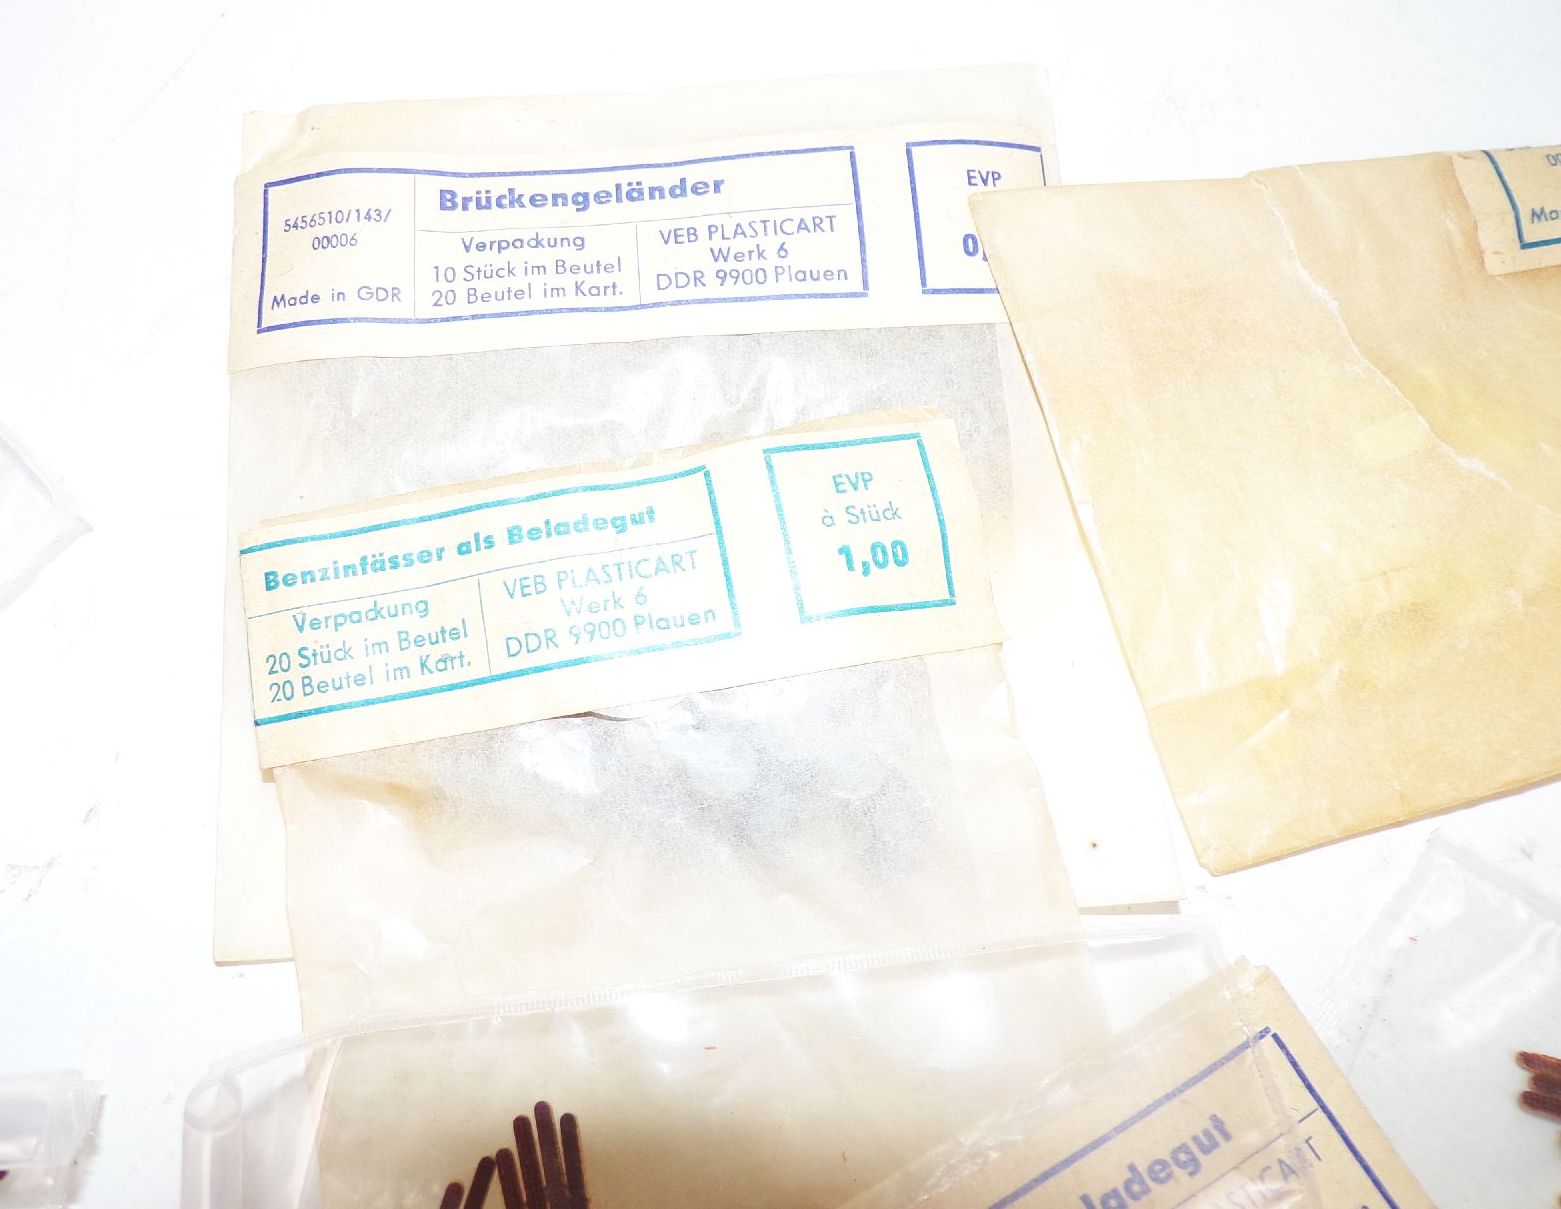 5456510/143/
00006
Made in GDR
Brückengeländer
Verpackung
10 Stück im Beutel
20 Beutel im Kart.
VEB PLASTICART
Werk 6
DDR 9900 Plauen
EVP
0,
Benzinfässer als Beladegut
Verpackung
20 Stück im Beutel
20 Beutel im Kart.
VEB PLASTICART
Werk 6
DDR 9900 Plauen
EVP
à Stück
1,00